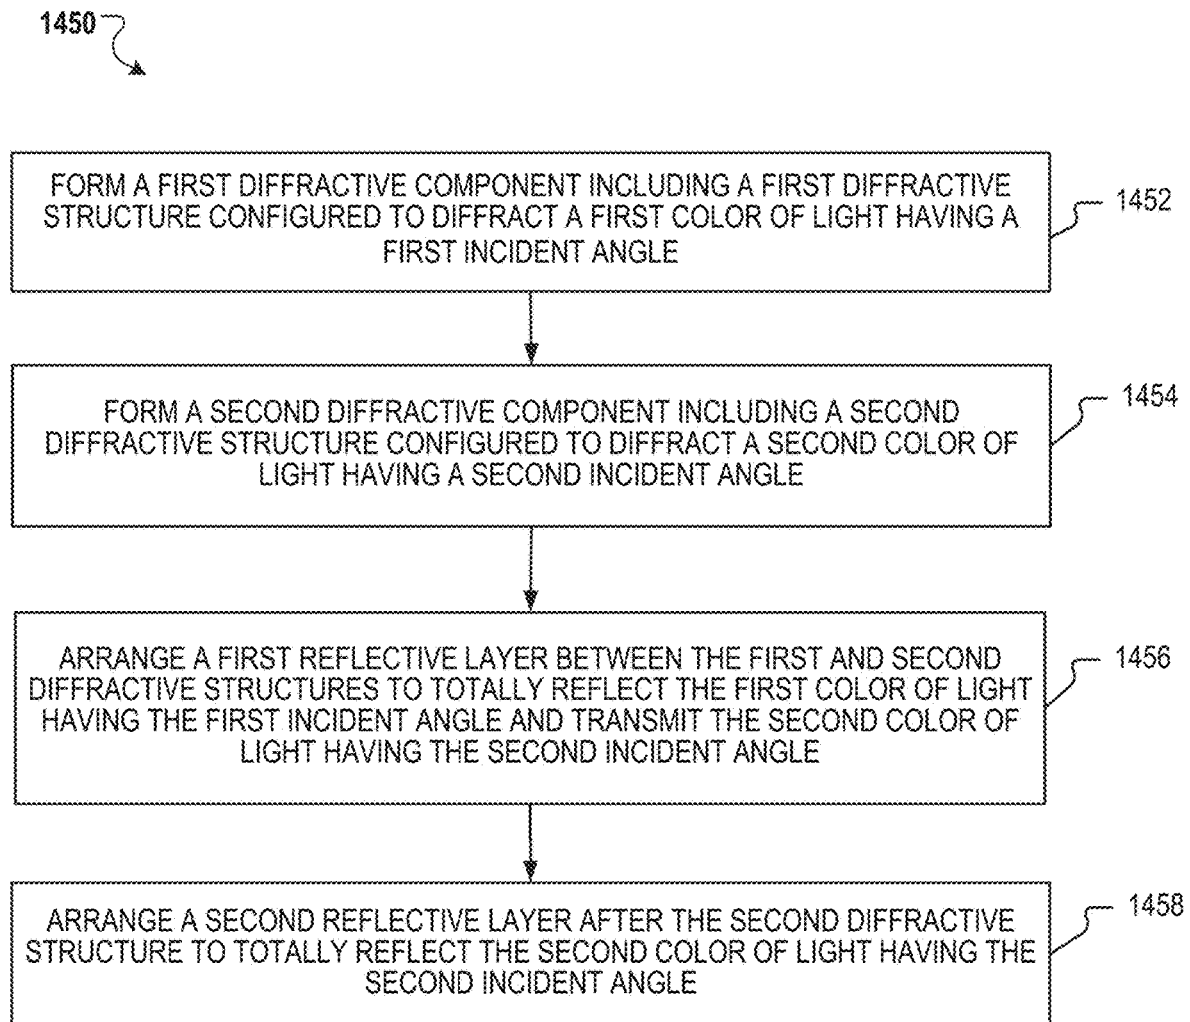 1450
FORM A FIRST DIFFRACTIVE COMPONENT INCLUDING A FIRST DIFFRACTIVE
STRUCTURE CONFIGURED TO DIFFRACT A FIRST COLOR OF LIGHT HAVING A
FIRST INCIDENT ANGLE
1452
FORM A SECOND DIFFRACTIVE COMPONENT INCLUDING A SECOND
DIFFRACTIVE STRUCTURE CONFIGURED TO DIFFRACT A SECOND COLOR OF
LIGHT HAVING A SECOND INCIDENT ANGLE
1454
ARRANGE A FIRST REFLECTIVE LAYER BETWEEN THE FIRST AND SECOND
DIFFRACTIVE STRUCTURES TO TOTALLY REFLECT THE FIRST COLOR OF LIGHT
HAVING THE FIRST INCIDENT ANGLE AND TRANSMIT THE SECOND COLOR OF
LIGHT HAVING THE SECOND INCIDENT ANGLE
1456
ARRANGE A SECOND REFLECTIVE LAYER AFTER THE SECOND DIFFRACTIVE
STRUCTURE TO TOTALLY REFLECT THE SECOND COLOR OF LIGHT HAVING THE
SECOND INCIDENT ANGLE
1458